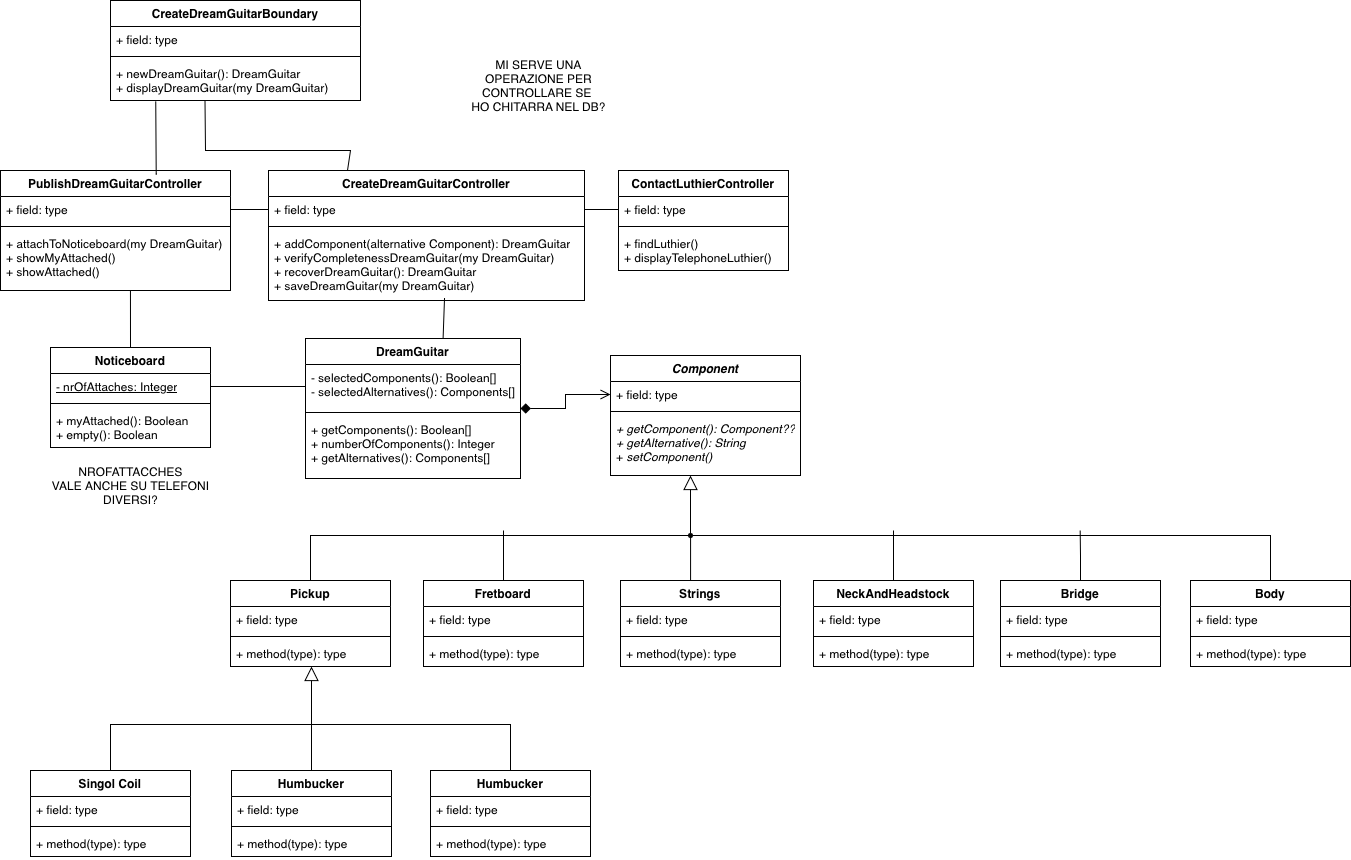 CreateDreamGuitarBoundary
+ field: type
+ newDreamGuitar(): DreamGuitar
+ displayDreamGuitar(my DreamGuitar)
MI SERVE UNA
OPERAZIONE PER
CONTROLLARE SE
HO CHITARRA NEL DB?
PublishDreamGuitarController
+ field: type
+ attachToNoticeboard(my DreamGuitar)
+ showMyAttached()
+ showAttached()
CreateDreamGuitarController
+ field: type
+ addComponent(alternative Component): DreamGuitar
+ verifyCompletenessDreamGuitar(my DreamGuitar)
+ recoverDreamGuitar(): DreamGuitar
+ saveDreamGuitar(my DreamGuitar)
ContactLuthierController
+ field: type
+ findLuthier()
+ displayTelephoneLuthier()
Noticeboard
- nrOfAttaches: Integer
+ myAttached(): Boolean
+ empty(): Boolean
NROFATTACCHES
VALE ANCHE SU TELEFONI
DIVERSI?
DreamGuitar
- selectedComponents(): Boolean[]
- selectedAlternatives(): Components[]
+ getComponents(): Boolean[]
+ numberOfComponents(): Integer
+ getAlternatives(): Components[]
Component
+ field: type
+ getComponent(): Component??
+ getAlternative(): String
+ setComponent()
Pickup
+ field: type
+ method(type): type
Fretboard
+ field: type
+ method(type): type
Strings
+ field: type
+ method(type): type
NeckAndHeadstock
+ field: type
+ method(type): type
Bridge
+ field: type
+ method(type): type
Body
+ field: type
+ method(type): type
Singol Coil
+ field: type
+ method(type): type
Humbucker
+ field: type
+ method(type): type
Humbucker
+ field: type
+ method(type): type